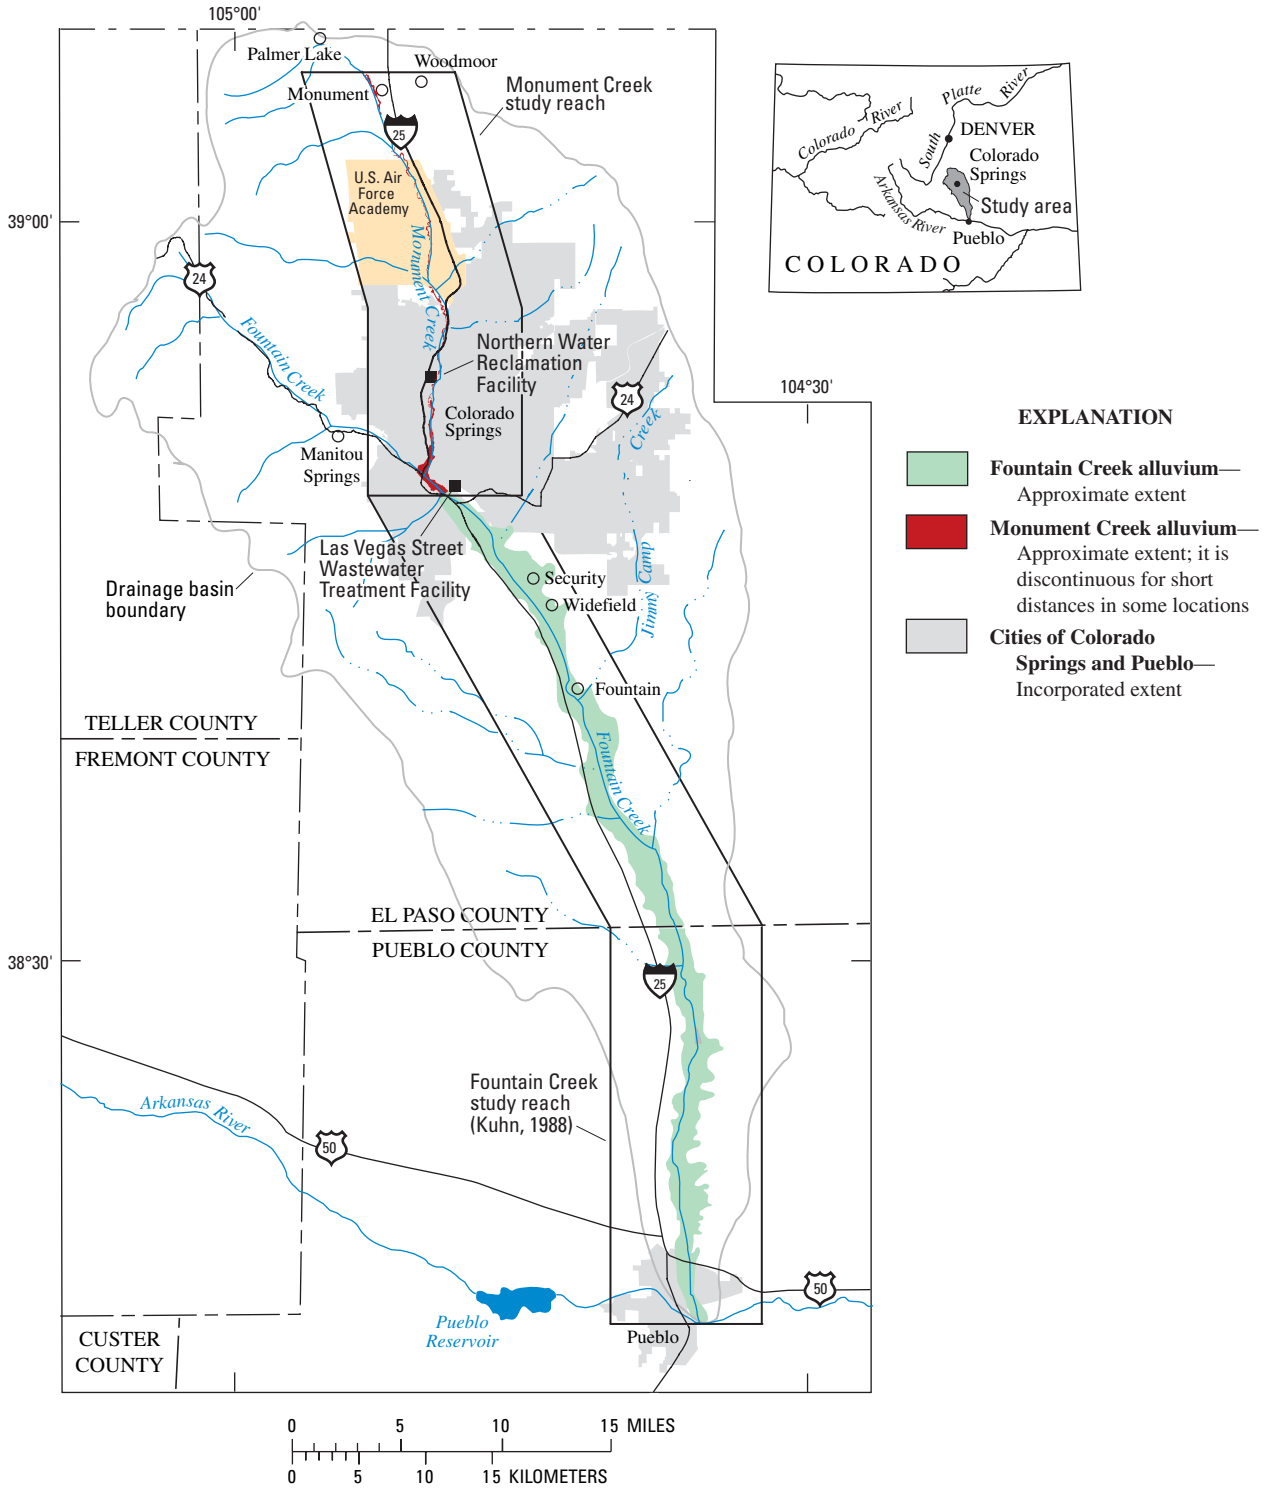 105°00'
Palmer Lake
Woodmoor
Monument
Monument Creek
study reach
25
U.S. Air
Force
Academy
39°00'
24
Monument Creek
Fountain Creek
Northern Water
Reclamation
Facility
Colorado
Springs
24
104°30'
Manitou
Springs
Jimmy Camp
Creek
Las Vegas Street
Wastewater
Treatment Facility
Drainage basin
boundary
Security
Widefield
Fountain
Fountain Creek
TELLER COUNTY
FREMONT COUNTY
EL PASO COUNTY
PUEBLO COUNTY
38°30'
25
Fountain Creek
study reach
(Kuhn, 1988)
Arkansas River
50
50
Pueblo
Reservoir
Pueblo
CUSTER
COUNTY
0 5 10 15 MILES
0 5 10 15 KILOMETERS
Colorado River
South Platte River
DENVER
Colorado
Springs
Study area
Arkansas River
Pueblo
COLORADO
EXPLANATION
Fountain Creek alluvium—
Approximate extent
Monument Creek alluvium—
Approximate extent; it is
discontinuous for short
distances in some locations
Cities of Colorado
Springs and Pueblo—
Incorporated extent